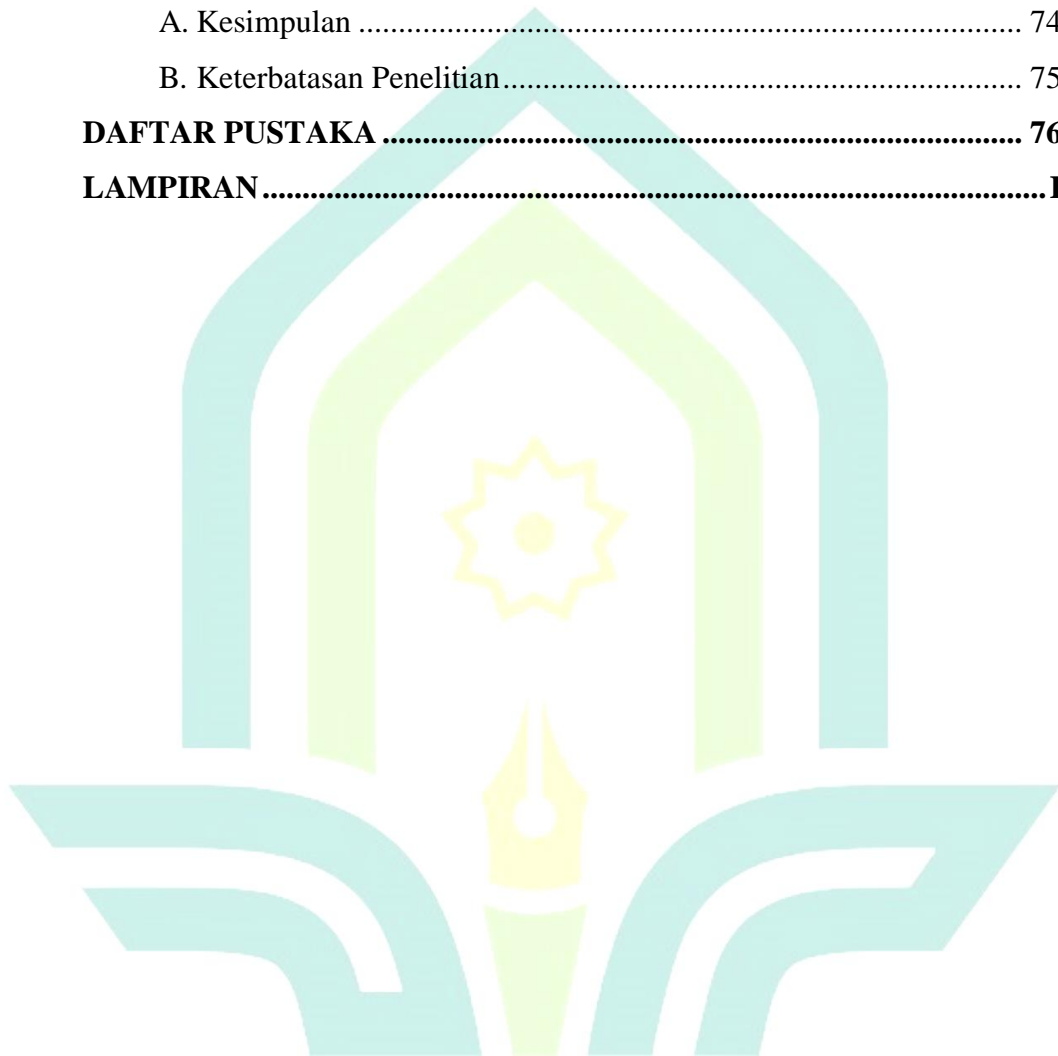 A. Kesimpulan .................................................................................... 74
B. Keterbatasan Penelitian.................................................................. 75
DAFTAR PUSTAKA ................................................................................ 76
LAMPIRAN.................................................................................................. I